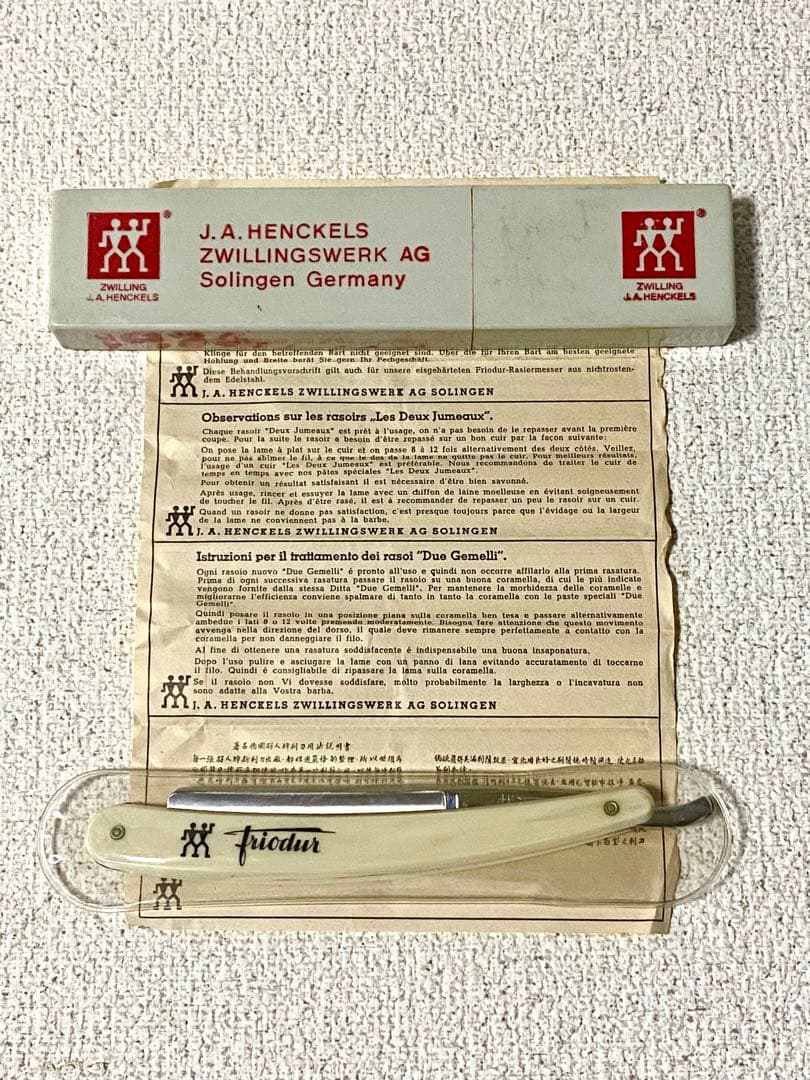 ZWILLING
J.A.HENCKELS
J.A.HENCKELS
ZWILLINGSWERK AG
Solingen Germany
ZWILLING
J.A.HENCKELS
Klinge für den betreffenden Bart nicht geeignet sind. Über die für Ihren Bart am besten geeignete
Höhlung und Breite berät Sie gern Ihr Fachgeschäft.
Diese Behandlungsvorschrift gilt auch für unsere eisgehärteten Friodur-Rasiermesser aus nichtrosten-
dem Edelstahl.
J. A. HENCKELS ZWILLINGSWERK AG SOLINGEN
Observations sur les rasoirs „Les Deux Jumeaux".
Chaque rasoir "Deux Jumeaux" est prêt à l'usage, on n'a pas besoin de le repasser avant la première
coupe. Pour la suite le rasoir a besoin d'être repassé sur un bon cuir par la façon suivante:
On pose la lame à plat sur le cuir et on passe 8 à 12 fois alternativement des deux côtés. Veillez,
pour ne pas abîmer le fil, à ce que le dos de la lame ne quitte pas le cuir. Pour meilleurs résultats,
l'usage d'un cuir "Les Deux Jumeaux" est préférable. Nous recommandons de traiter le cuir de
temps en temps avec nos pâtes spéciales "Les Deux Jumeaux".
Pour obtenir un résultat satisfaisant il est nécessaire d'être bien savonné.
Après usage, rincer et essuyer la lame avec un chiffon de laine moelleuse en évitant soigneusement
de toucher le fil. Après d'être rasé, il est à recommander de repasser un peu le rasoir sur un cuir.
Quand un rasoir ne donne pas satisfaction, c'est presque toujours parce que l'évidage ou la largeur
de la lame ne conviennent pas à la barbe.
J. A. HENCKELS ZWILLINGSWERK AG SOLINGEN
Istruzioni per il trattamento dei rasoi "Due Gemelli".
Ogni rasoio nuovo "Due Gemelli" é pronto all'uso e quindi non occorre affilarlo alla prima rasatura.
Prima di ogni successiva rasatura passare il rasoio su una buona coramella, di cui le più indicate
vengono fornite dalla stessa Ditta "Due Gemelli". Per mantenere la morbidezza delle coramelle e
migliorarne l'efficienza conviene spalmare di tanto in tanto la coramella con le paste speciali "Due
Gemelli".
Quindi posare il rasoio in una posizione piana sulla coramella ben tesa e passare alternativamente
ambedue i lati 8 o 12 volte premendo moderatamente. Bisogna fare attenzione che questo movimento
avvenga nella direzione del dorso, il quale deve rimanere sempre perfettamente a contatto con la
coramella per non danneggiare il filo.
Al fine di ottenere una rasatura soddisfacente é indispensabile una buona insaponatura.
Dopo l'uso pulire e asciugare la lame con un panno di lana evitando accuratamente di toccarne
il filo. Quindi é consigliabile di ripassare la lama sulla coramella.
Se il rasoio non Vi dovesse soddisfare, molto probabilmente la larghezza o l'incavatura non
sono adatte alla Vostra barba.
J. A. HENCKELS ZWILLINGSWERK AG SOLINGEN
friodur